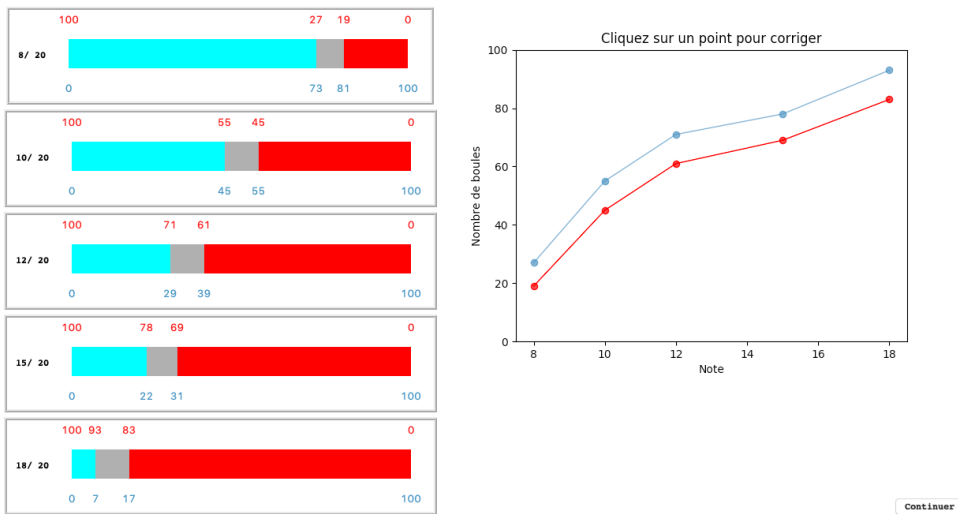 100 27 19 0
8/ 20
0 73 81 100
100 55 45 0
10/ 20
0 45 55 100
100 71 61 0
12/ 20
0 29 39 100
100 78 69 0
15/ 20
0 22 31 100
100 93 83 0
18/ 20
0 7 17 100
Cliquez sur un point pour corriger
100
80
60
40
20
0
Nombre de boules
8 10 12 14 16 18
Note
Continuer